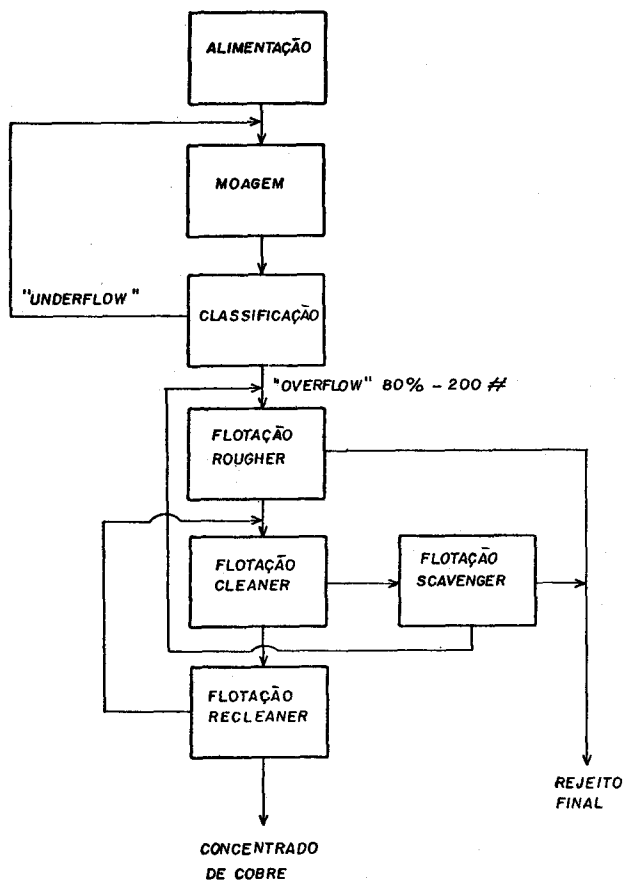 ALIMENTAÇÃO
MOAGEM
"UNDERFLOW"
CLASSIFICAÇÃO
"OVERFLOW" 80% - 200 #
FLOTAÇÃO
ROUGHER
FLOTAÇÃO
CLEANER
FLOTAÇÃO
SCAVENGER
FLOTAÇÃO
RECLEANER
REJEITO
FINAL
CONCENTRADO
DE COBRE